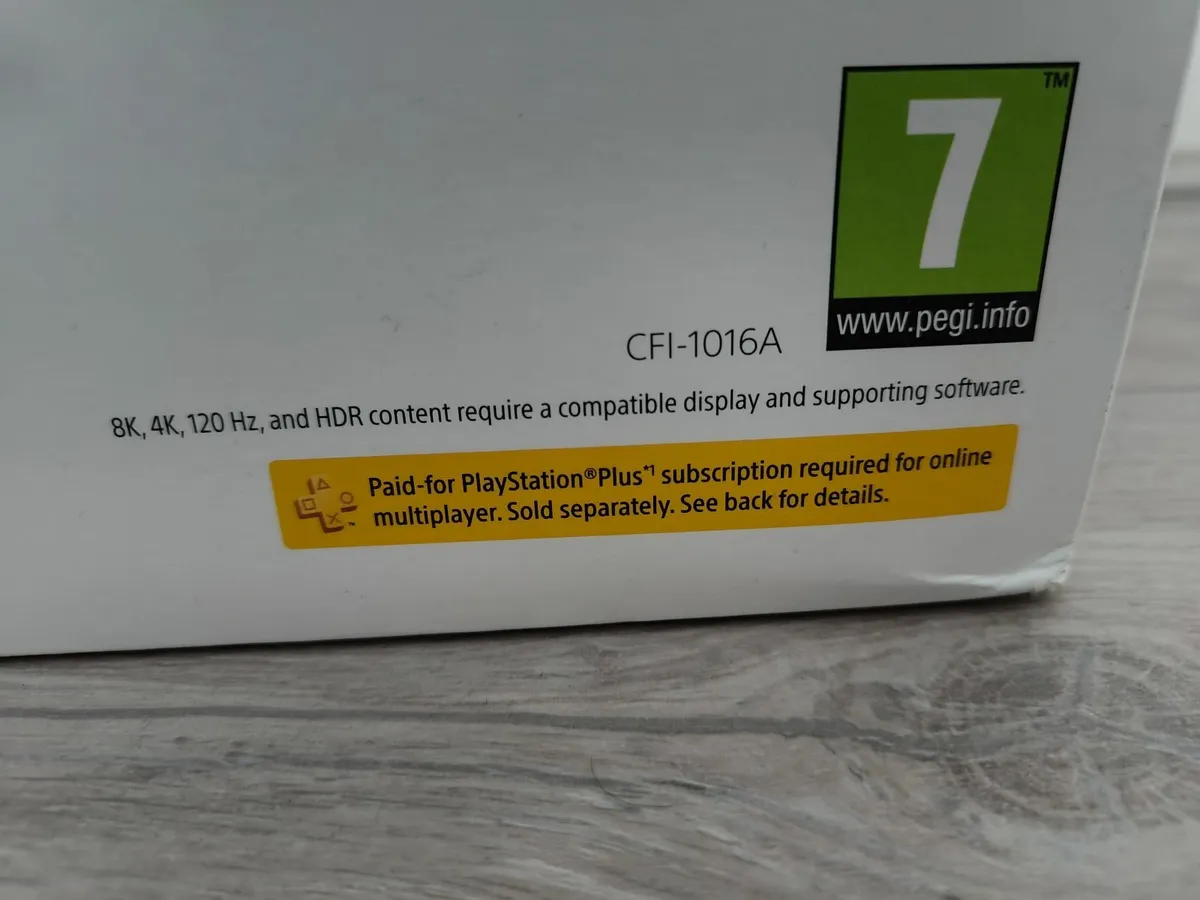 TM
7
www.pegi.info
CFI-1016A
8K, 4K, 120 Hz, and HDR content require a compatible display and supporting software.
Paid-for PlayStation®Plus*1 subscription required for online
multiplayer. Sold separately. See back for details.